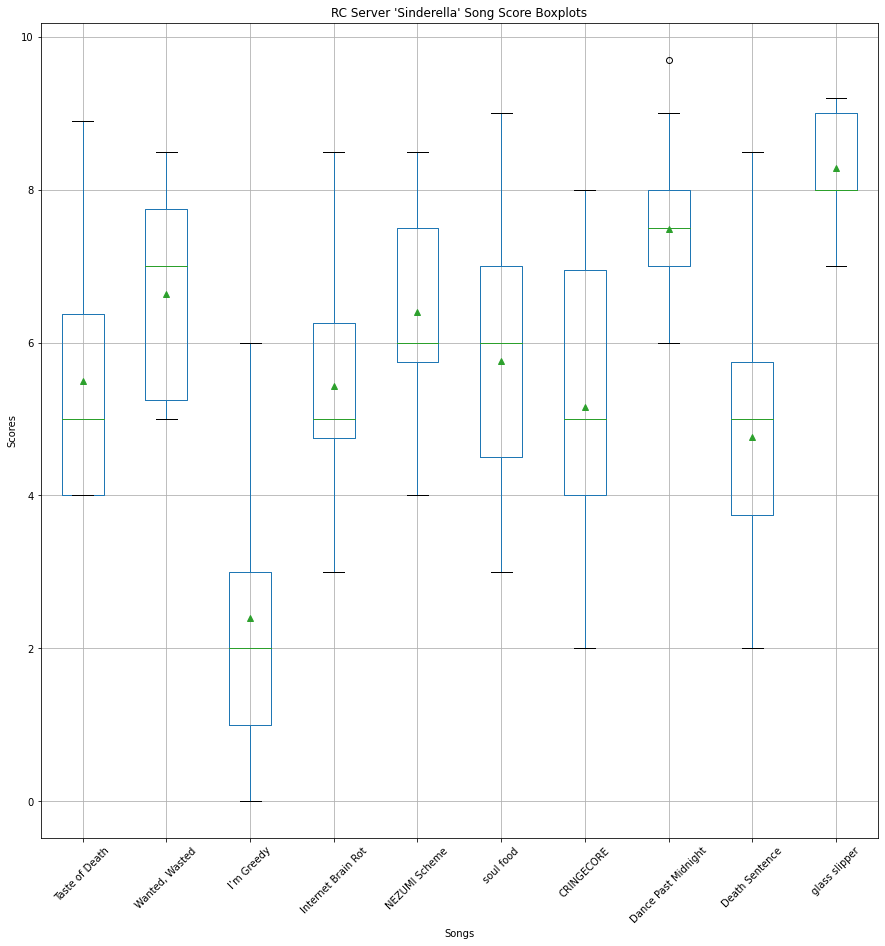 RC Server 'Sinderella' Song Score Boxplots
10
8
6
4
2
0
Scores
Taste of Death
Wanted, Wasted
I'm Greedy
Internet Brain Rot
NEZUMI Scheme
soul food
CRINGECORE
Dance Past Midnight
Death Sentence
glass slipper
Songs